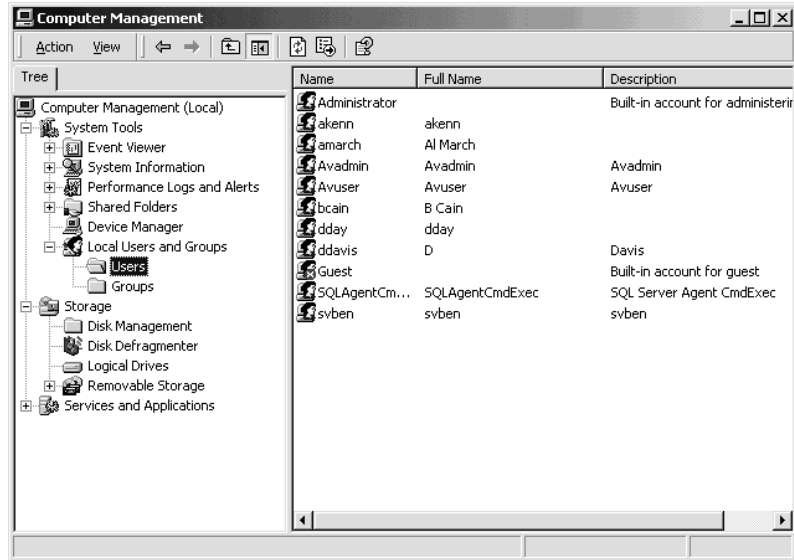 Computer Management
Action View
Tree
Computer Management (Local)
System Tools
Event Viewer
System Information
Performance Logs and Alerts
Shared Folders
Device Manager
Local Users and Groups
Users
Groups
Storage
Disk Management
Disk Defragmenter
Logical Drives
Removable Storage
Services and Applications
Name Full Name Description
Administrator Built-in account for administerin
akenn akenn
amarch Al March
Avadmin Avadmin Avadmin
Avuser Avuser Avuser
bcain B Cain
dday dday
ddavis D Davis
Guest Built-in account for guest
SQLAgentCm... SQLAgentCmdExec SQL Server Agent CmdExec
svben svben svben